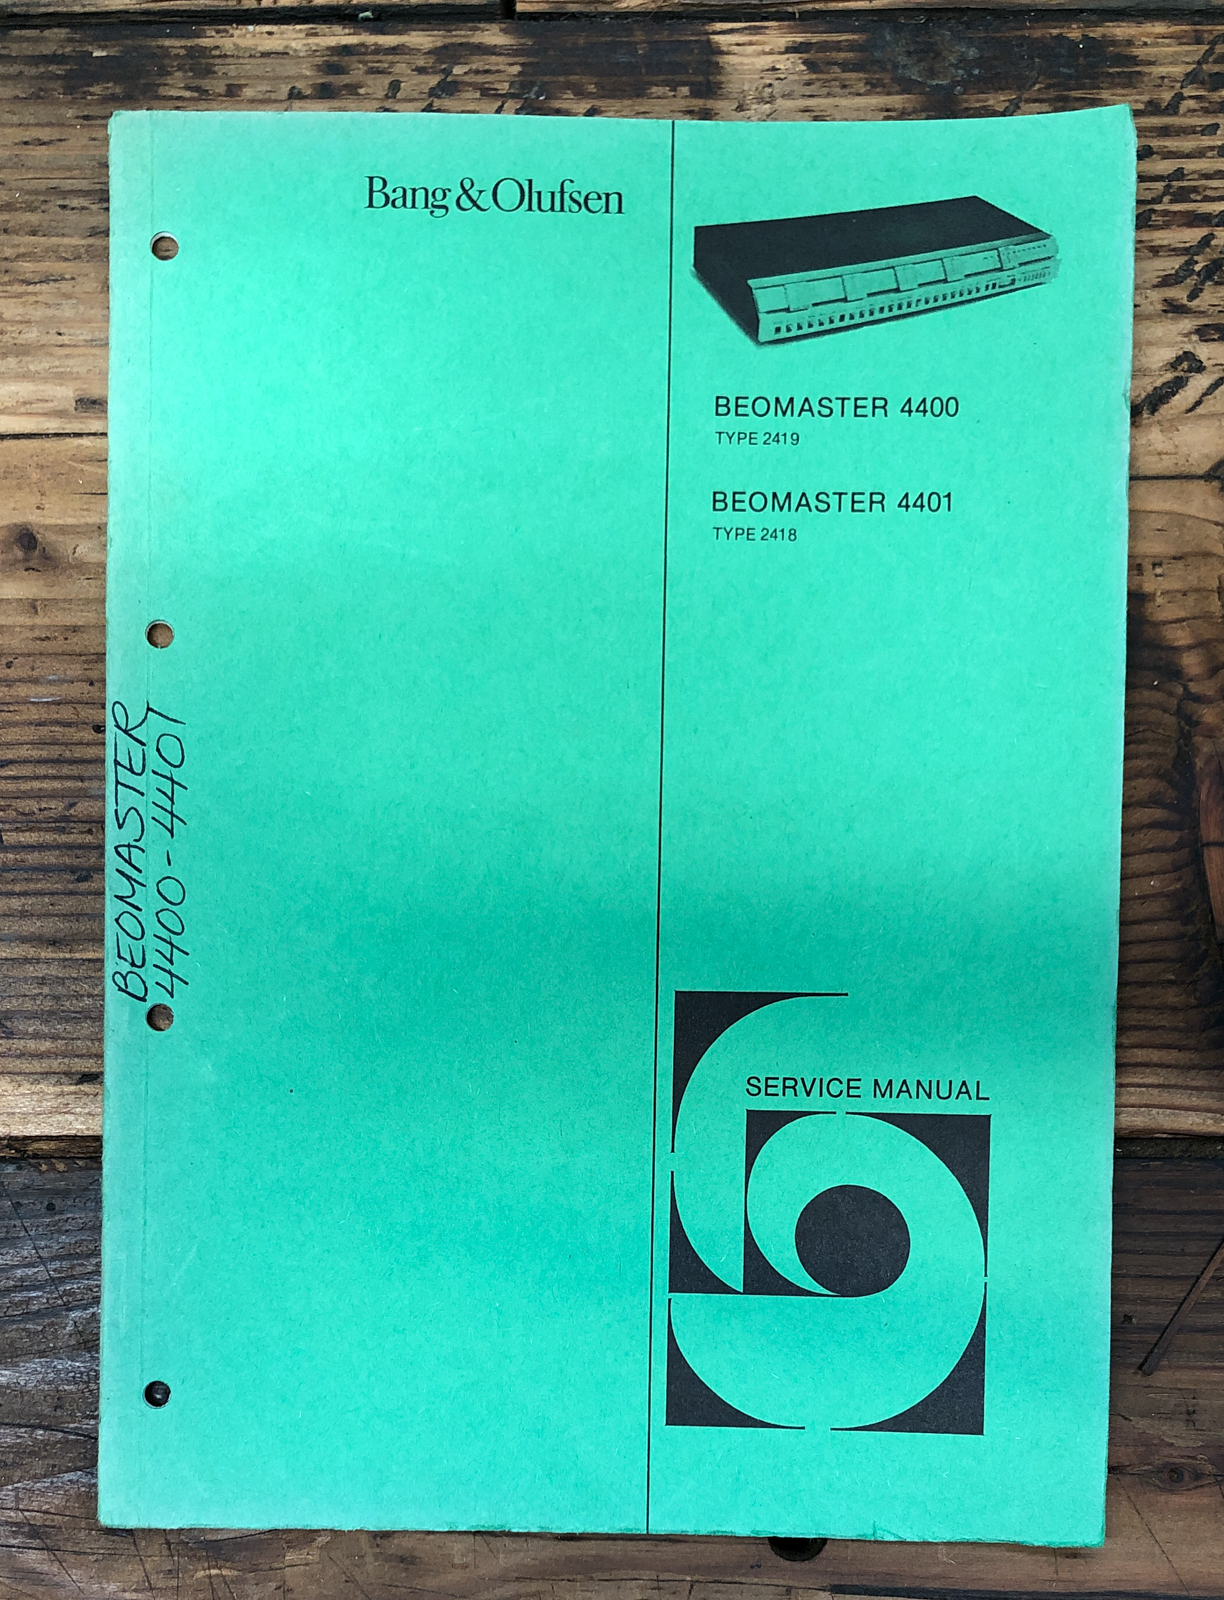 Bang & Olufsen
BEOMASTER 4400
TYPE 2419
BEOMASTER 4401
TYPE 2418
BEOMASTER
4400-4401
SERVICE MANUAL